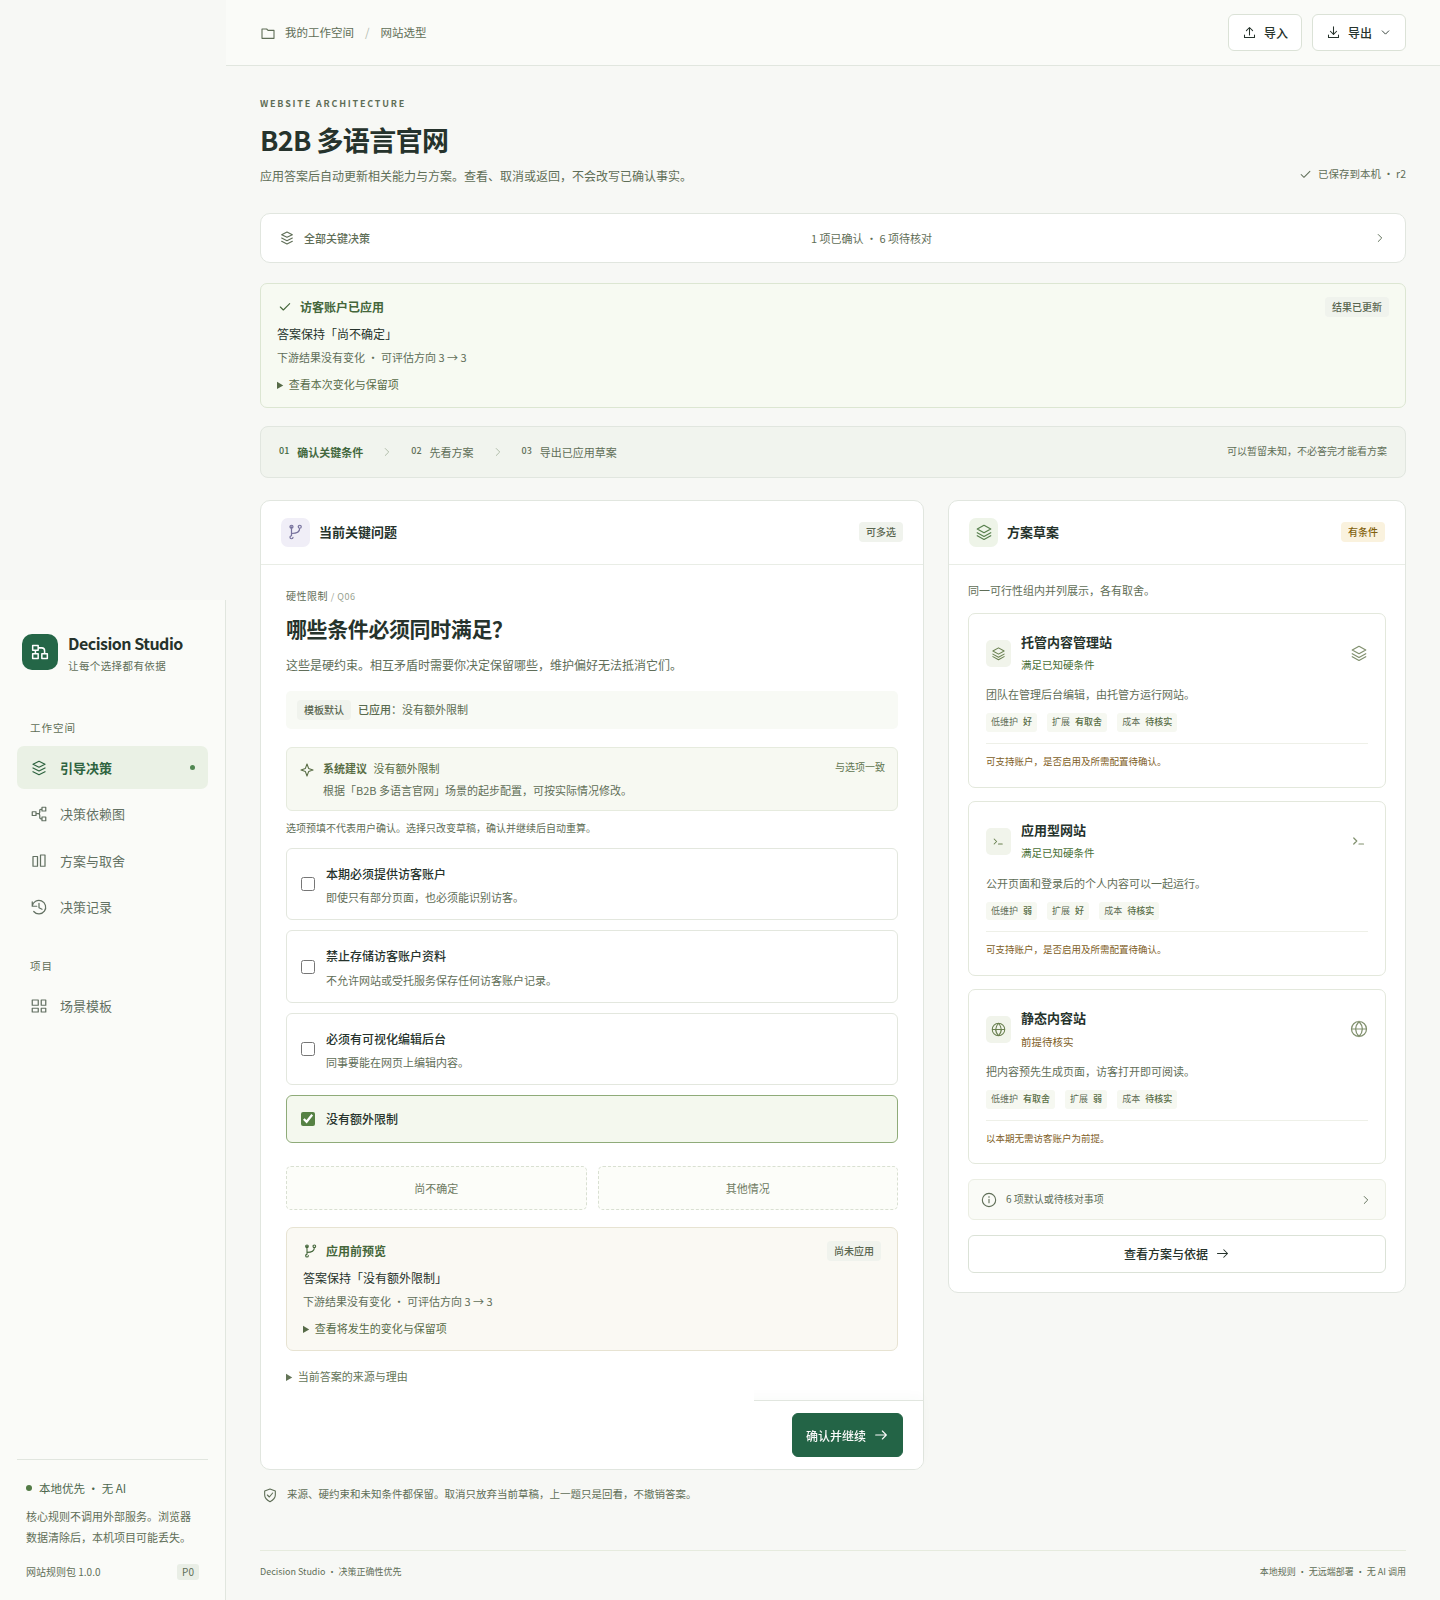 我的工作空间 / 网站选型
导入
导出
WEBSITE ARCHITECTURE
B2B 多语言官网
应用答案后自动更新相关能力与方案。查看、取消或返回，不会改写已确认事实。
已保存到本机 · r2
全部关键决策
1 项已确认 · 6 项待核对
访客账户已应用
结果已更新
答案保持「尚不确定」
下游结果没有变化 · 可评估方向 3 → 3
查看本次变化与保留项
01 确认关键条件
02 先看方案
03 导出已应用草案
可以暂留未知，不必答完才能看方案
当前关键问题
可多选
硬性限制 / Q06
哪些条件必须同时满足？
这些是硬约束。相互矛盾时需要你决定保留哪些，维护偏好无法抵消它们。
模板默认 已应用：没有额外限制
系统建议 没有额外限制
与选项一致
根据「B2B 多语言官网」场景的起步配置，可按实际情况修改。
选项预填不代表用户确认。选择只改变草稿，确认并继续后自动重算。
本期必须提供访客账户
即使只有部分页面，也必须能识别访客。
禁止存储访客账户资料
不允许网站或受托服务保存任何访客账户记录。
必须有可视化编辑后台
同事要能在网页上编辑内容。
没有额外限制
尚不确定
其他情况
应用前预览
尚未应用
答案保持「没有额外限制」
下游结果没有变化 · 可评估方向 3 → 3
查看将发生的变化与保留项
当前答案的来源与理由
确认并继续
来源、硬约束和未知条件都保留。取消只放弃当前草稿，上一题只是回看，不撤销答案。
方案草案
有条件
同一可行性组内并列展示，各有取舍。
托管内容管理站
满足已知硬条件
团队在管理后台编辑，由托管方运行网站。
低维护 好
扩展 有取舍
成本 待核实
可支持账户，是否启用及所需配置待确认。
应用型网站
满足已知硬条件
公开页面和登录后的个人内容可以一起运行。
低维护 弱
扩展 好
成本 待核实
可支持账户，是否启用及所需配置待确认。
静态内容站
前提待核实
把内容预先生成页面，访客打开即可阅读。
低维护 有取舍
扩展 弱
成本 待核实
以本期无需访客账户为前提。
6 项默认或待核对事项
查看方案与依据
Decision Studio
让每个选择都有依据
工作空间
引导决策
决策依赖图
方案与取舍
决策记录
项目
场景模板
本地优先 · 无 AI
核心规则不调用外部服务。浏览器
数据清除后，本机项目可能丢失。
网站规则包 1.0.0
P0
Decision Studio · 决策正确性优先
本地规则 · 无远端部署 · 无 AI 调用